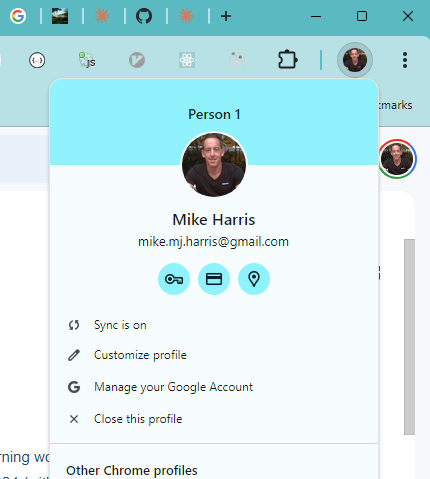 js
kmarks
Person 1
Mike Harris
mike.mj.harris@gmail.com
Sync is on
Customize profile
Manage your Google Account
Close this profile
rning wo
Other Chrome profiles